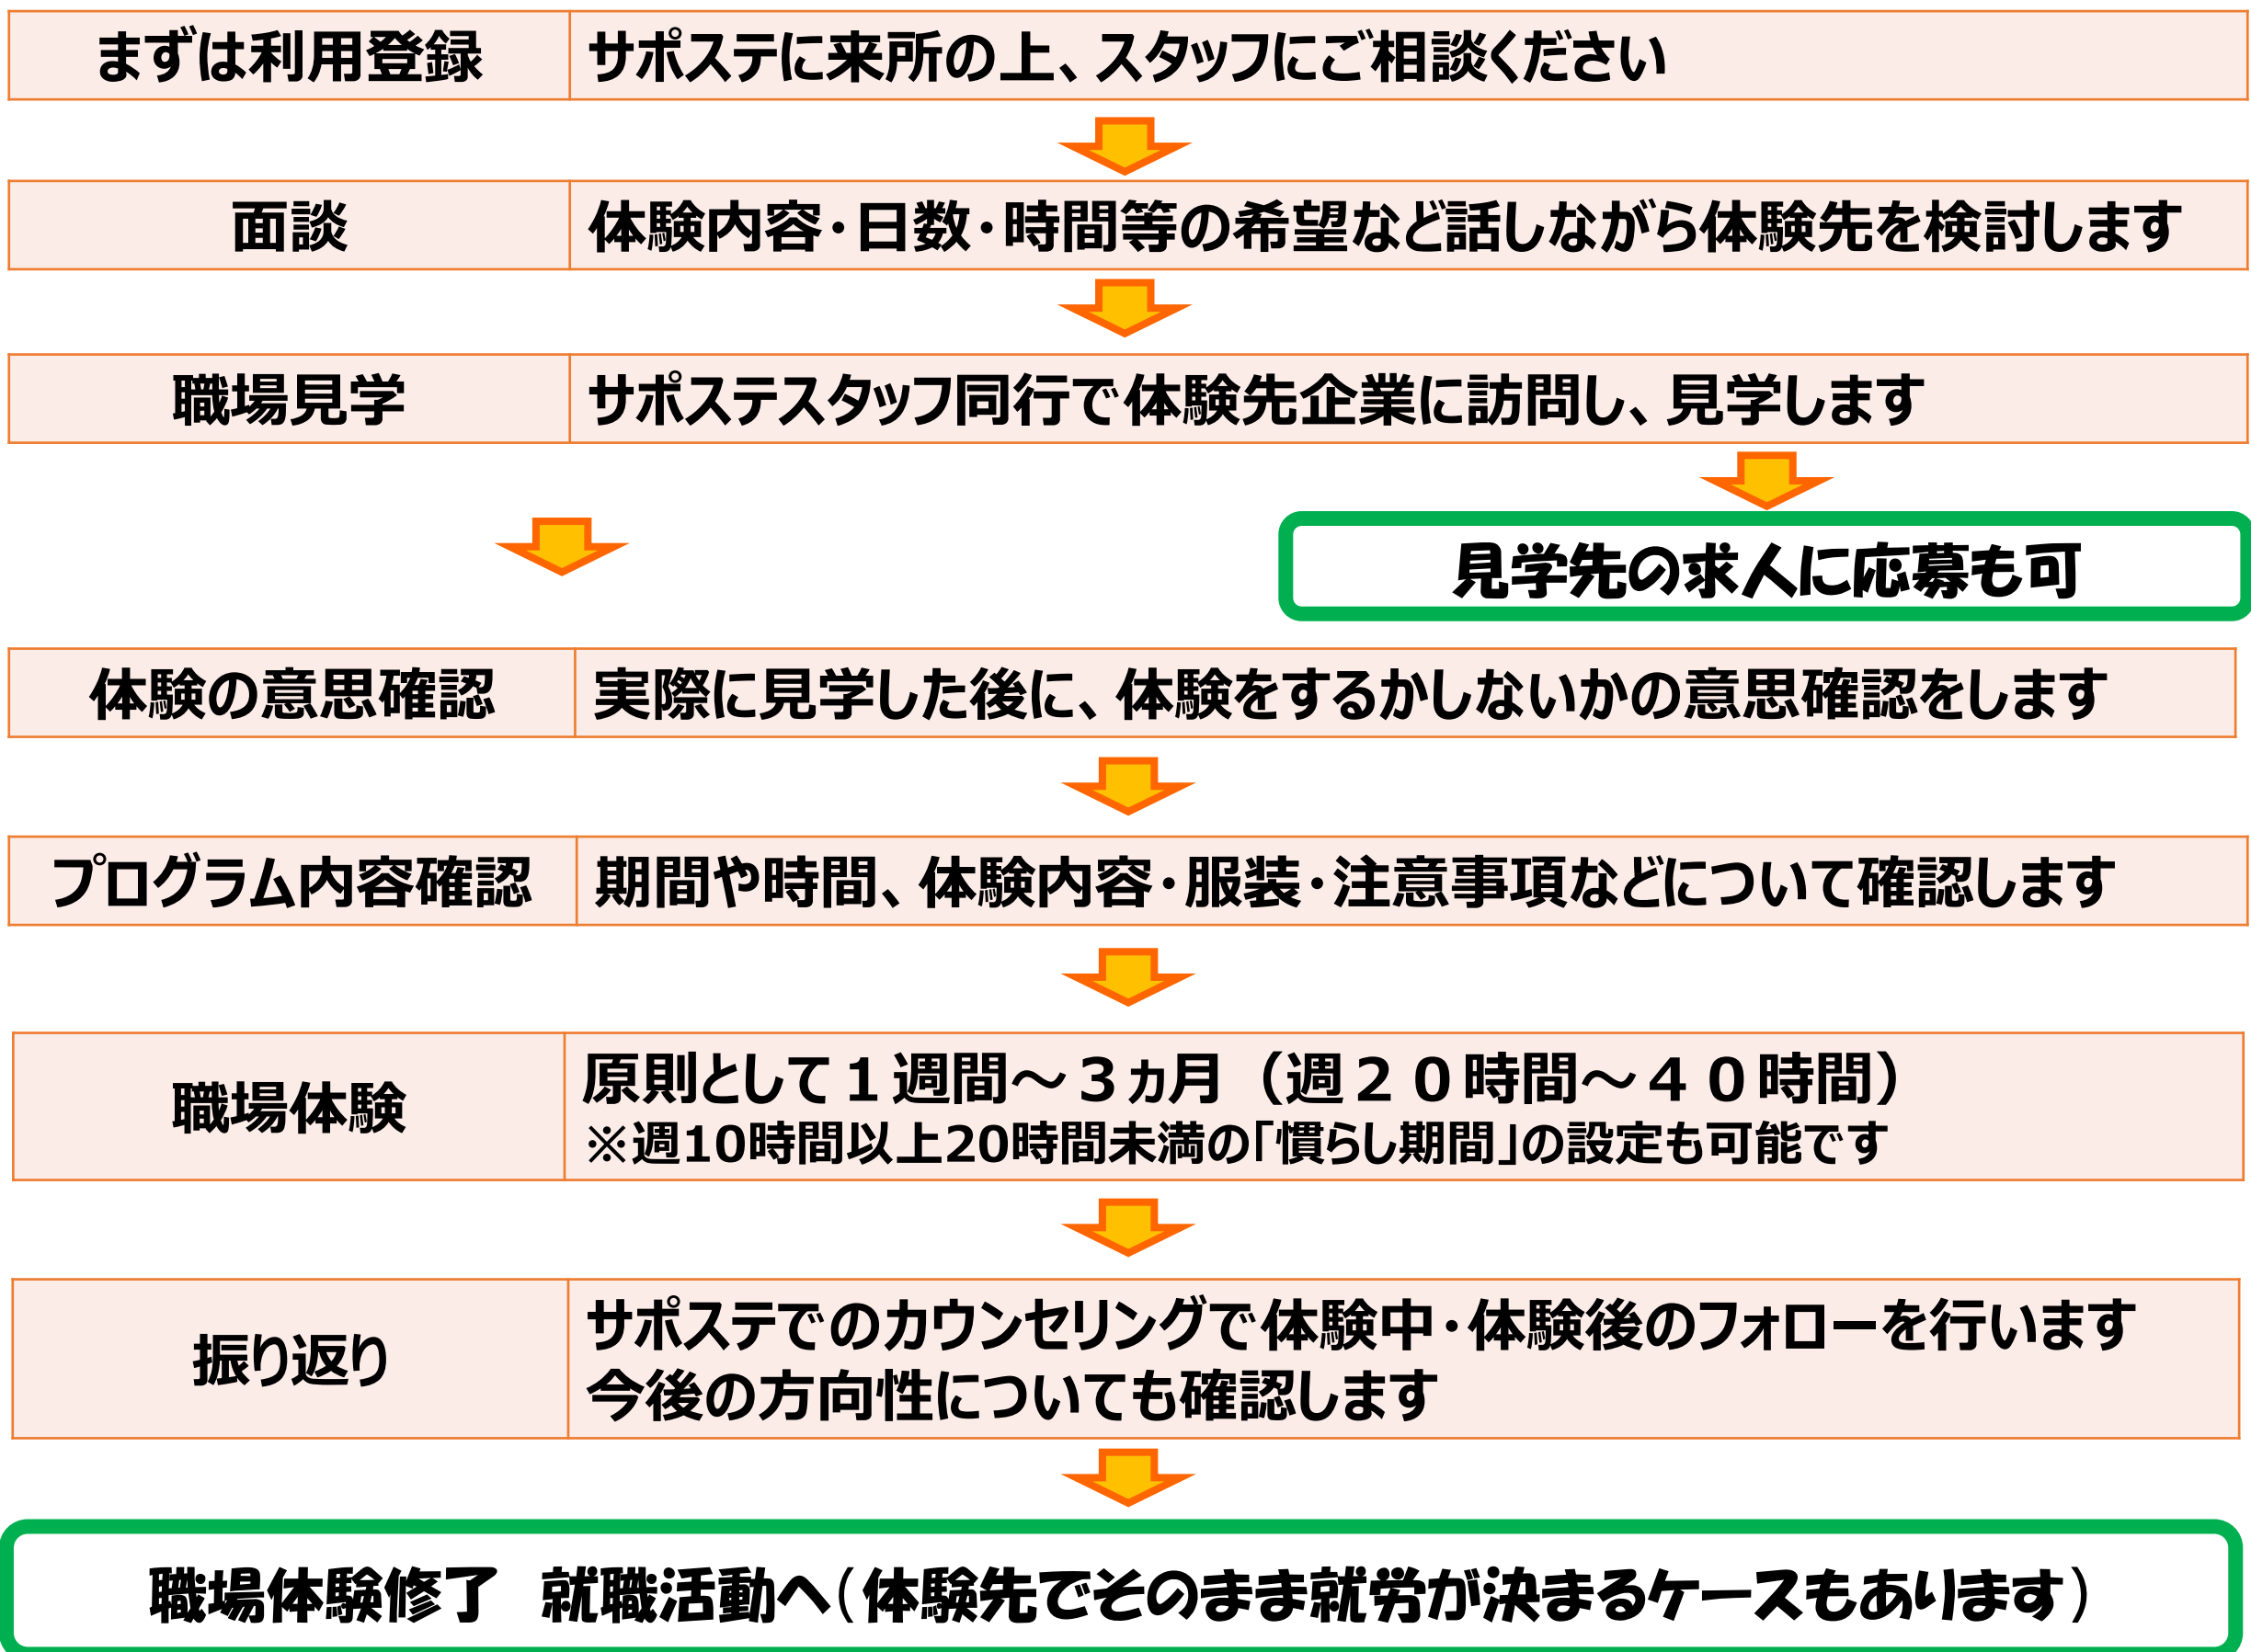 まずは利用登録
サポステに来所の上、スタッフにご相談ください
面談
体験内容・日数・時間等の希望などを話しながら体験先を検討します
職場見学
サポステスタッフ同行で体験先企業に訪問し、見学します
見学先の求人に応募も可
体験の意思確認
実際に見学した後に、体験をするかしないかの意思確認をします
プログラム内容確認
期間や時間、体験内容・服装・注意事項などについて確認します
職場体験
原則として１週間～３カ月 （週２０時間～４０時間）
※週10時間以上20時間未満の「慣らし期間」の設定も可能です
振り返り
サポステでのカウンセリングで体験中・体験後のフォローを行います
今後の方向性についても確認します
職場体験終了　就職活動へ（体験先でそのまま就職が決まるケースもあります）